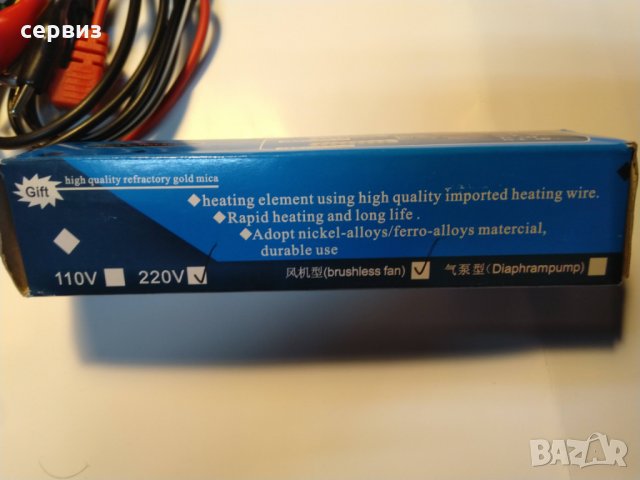 сервиз
Gift
high quality refractory gold mica
◆heating element using high quality imported heating wire.
◆Rapid heating and long life .
◆Adopt nickel-alloys/ferro-alloys matercial,
durable use
110V 220V ✓ 风机型(brushless fan) ✓ 气泵型(Diaphrampump)
BAZAR